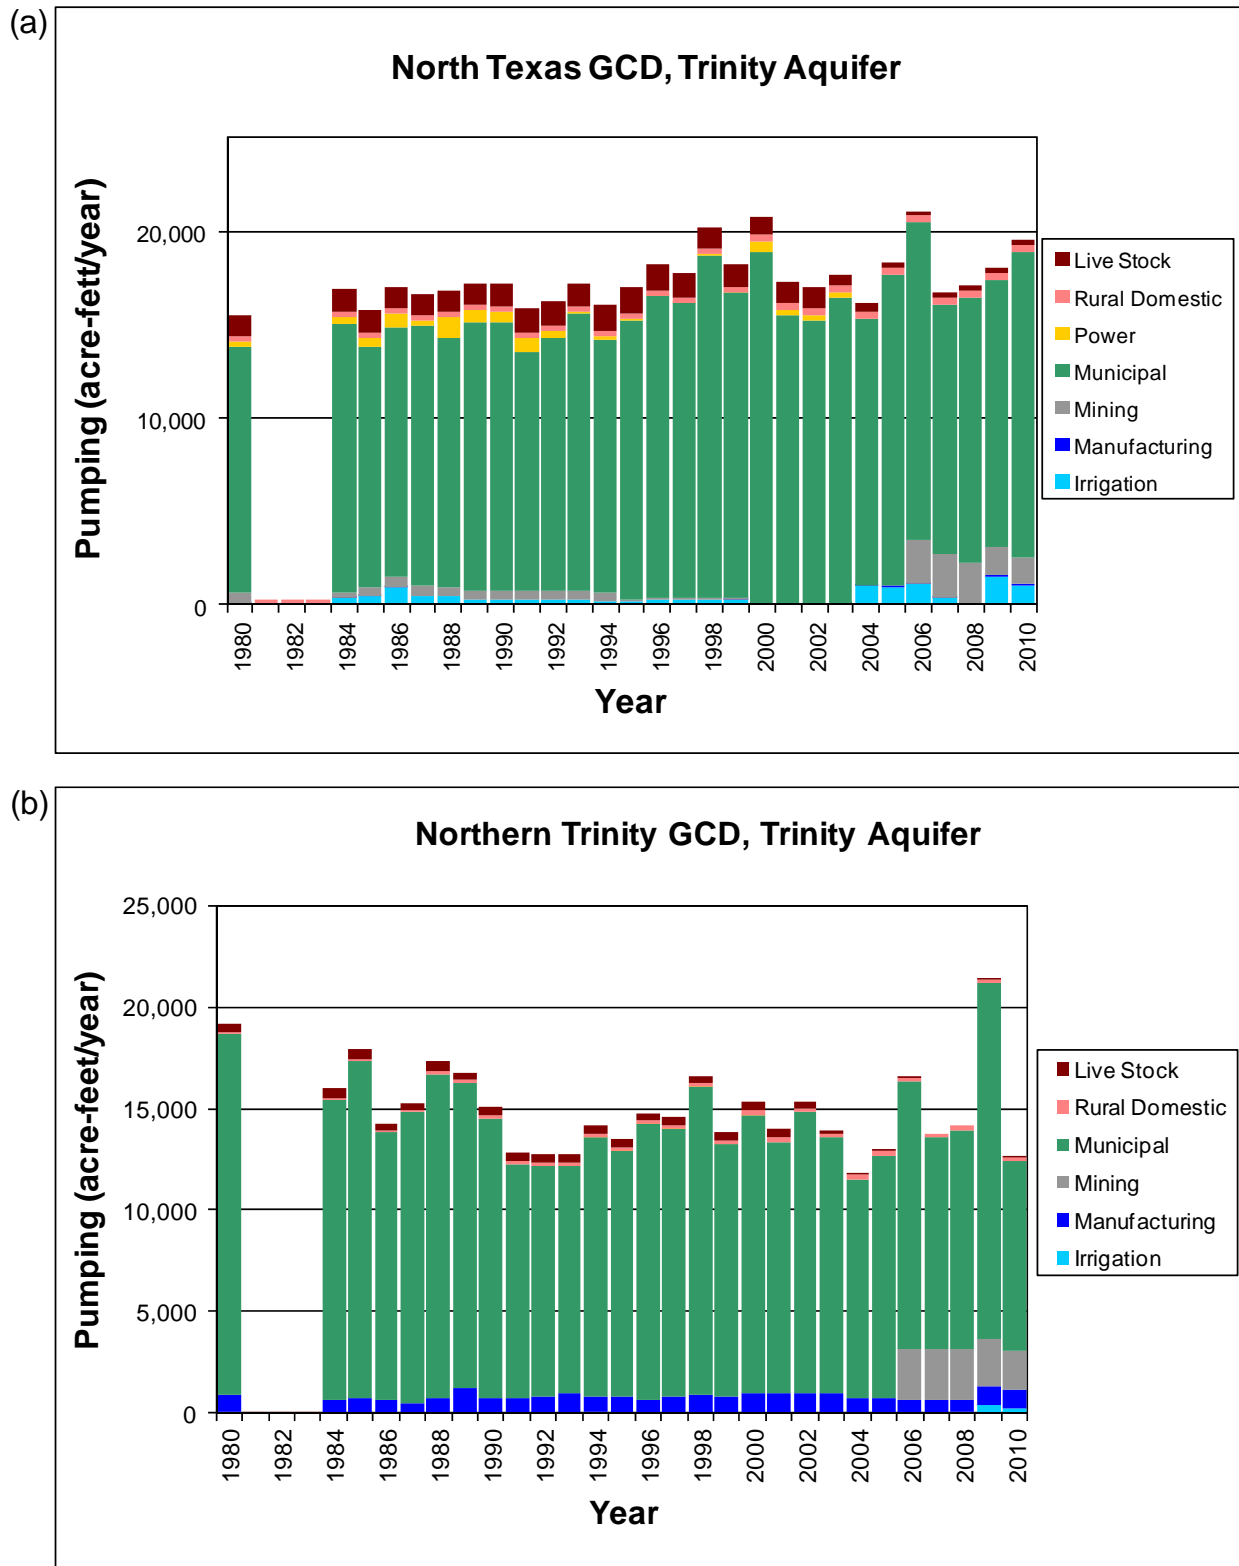 (a)
North Texas GCD, Trinity Aquifer
Pumping (acre-fett/year)
20,000
10,000
0
1980
1982
1984
1986
1988
1990
1992
1994
1996
1998
2000
2002
2004
2006
2008
2010
Year
Live Stock
Rural Domestic
Power
Municipal
Mining
Manufacturing
Irrigation
(b)
Northern Trinity GCD, Trinity Aquifer
Pumping (acre-feet/year)
25,000
20,000
15,000
10,000
5,000
0
1980
1982
1984
1986
1988
1990
1992
1994
1996
1998
2000
2002
2004
2006
2008
2010
Year
Live Stock
Rural Domestic
Municipal
Mining
Manufacturing
Irrigation